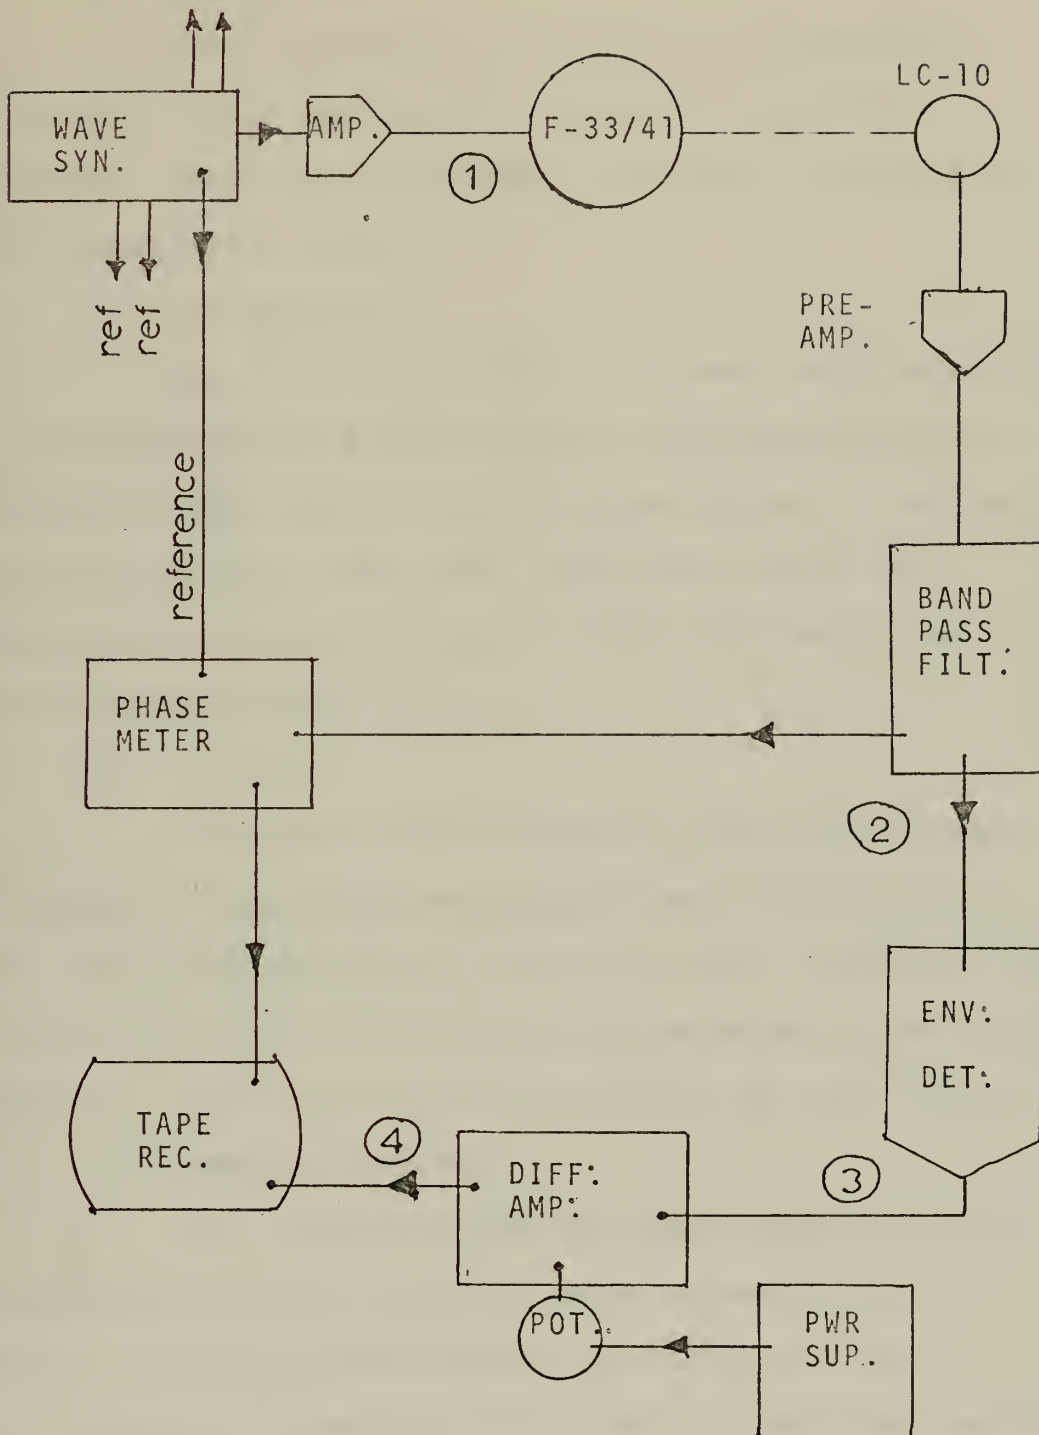 LC-10
WAVE
SYN.
AMP.
F-33/41
1
ref
ref
PRE-
AMP.
reference
BAND
PASS
FILT.
PHASE
METER
2
ENV.
DET.
TAPE
REC.
4
DIFF.
AMP.
3
POT.
PWR
SUP.